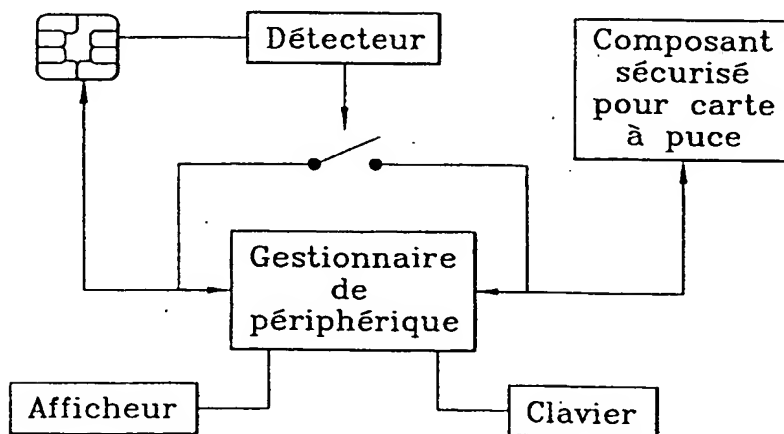 Détecteur
Composant
sécurisé
pour carte
à puce
Gestionnaire
de
périphérique
Afficheur
Clavier